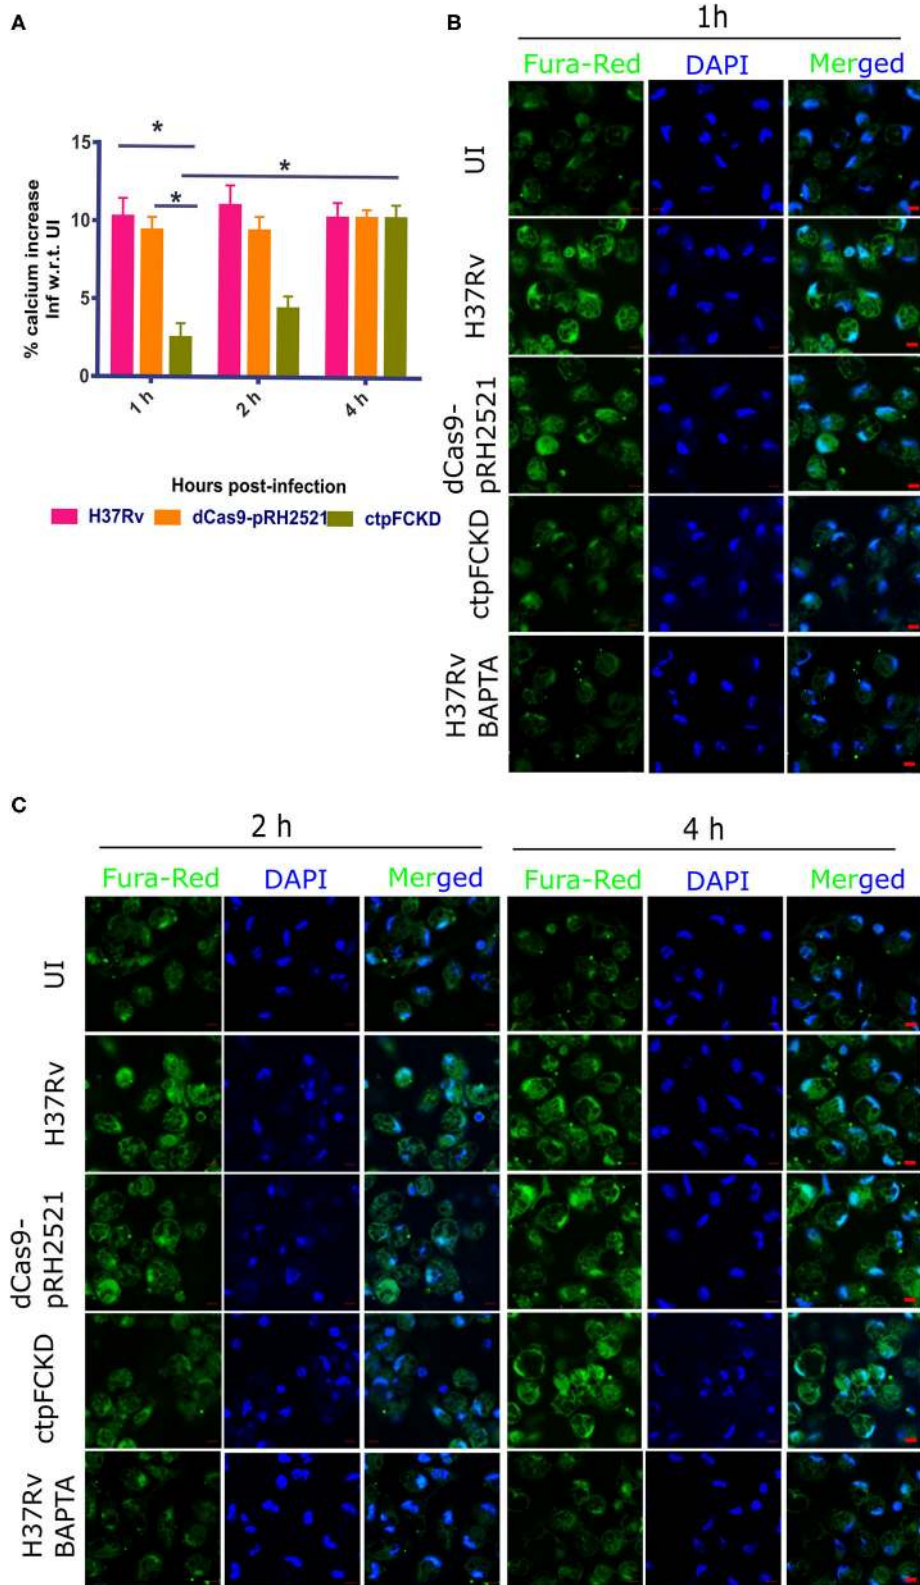 A
15
10
5
0
% calcium increase
Inf w.r.t. UI
*
*
*
1 h
2 h
4 h
Hours post-infection
H37Rv
dCas9-pRH2521
ctpFCKD
B
1h
Fura-Red
DAPI
Merged
UI
H37Rv
dCas9-
pRH2521
ctpFCKD
H37Rv
BAPTA
C
2 h
4 h
Fura-Red
DAPI
Merged
Fura-Red
DAPI
Merged
UI
H37Rv
dCas9-
pRH2521
ctpFCKD
H37Rv
BAPTA